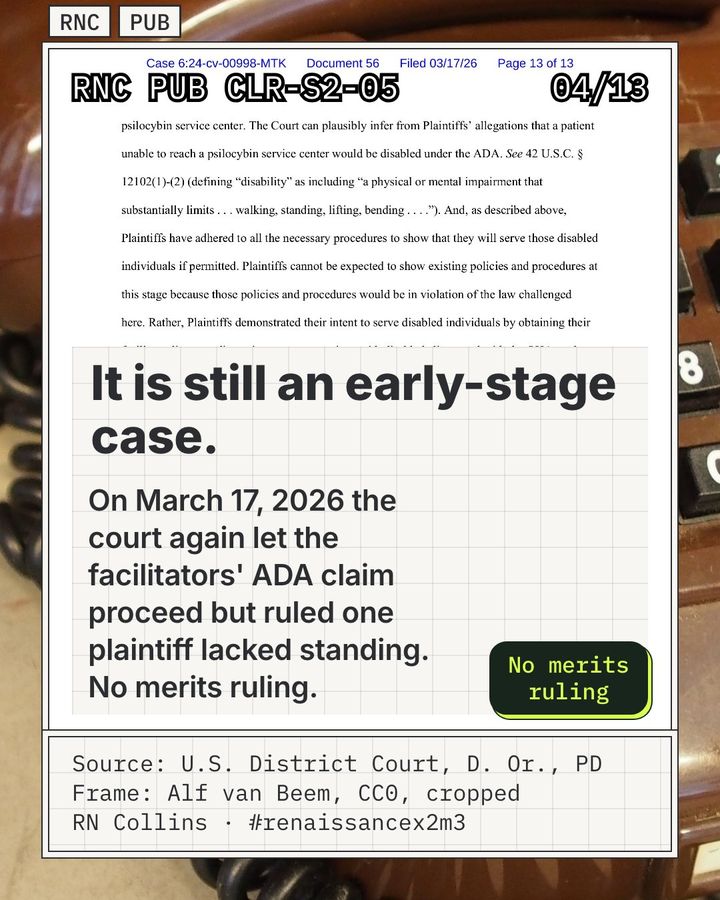 RNC PUB
Case 6:24-cv-00998-MTK Document 56 Filed 03/17/26 Page 13 of 13
RNC PUB CLR-S2-05 04/13
psilocybin service center. The Court can plausibly infer from Plaintiffs’ allegations that a patient
unable to reach a psilocybin service center would be disabled under the ADA. See 42 U.S.C. §
12102(1)-(2) (defining “disability” as including “a physical or mental impairment that
substantially limits . . . walking, standing, lifting, bending . . . .”). And, as described above,
Plaintiffs have adhered to all the necessary procedures to show that they will serve those disabled
individuals if permitted. Plaintiffs cannot be expected to show existing policies and procedures at
this stage because those policies and procedures would be in violation of the law challenged
here. Rather, Plaintiffs demonstrated their intent to serve disabled individuals by obtaining their
It is still an early-stage
case.
On March 17, 2026 the
court again let the
facilitators' ADA claim
proceed but ruled one
plaintiff lacked standing.
No merits ruling.
No merits
ruling
8
Source: U.S. District Court, D. Or., PD
Frame: Alf van Beem, CC0, cropped
RN Collins · #renaissancex2m3